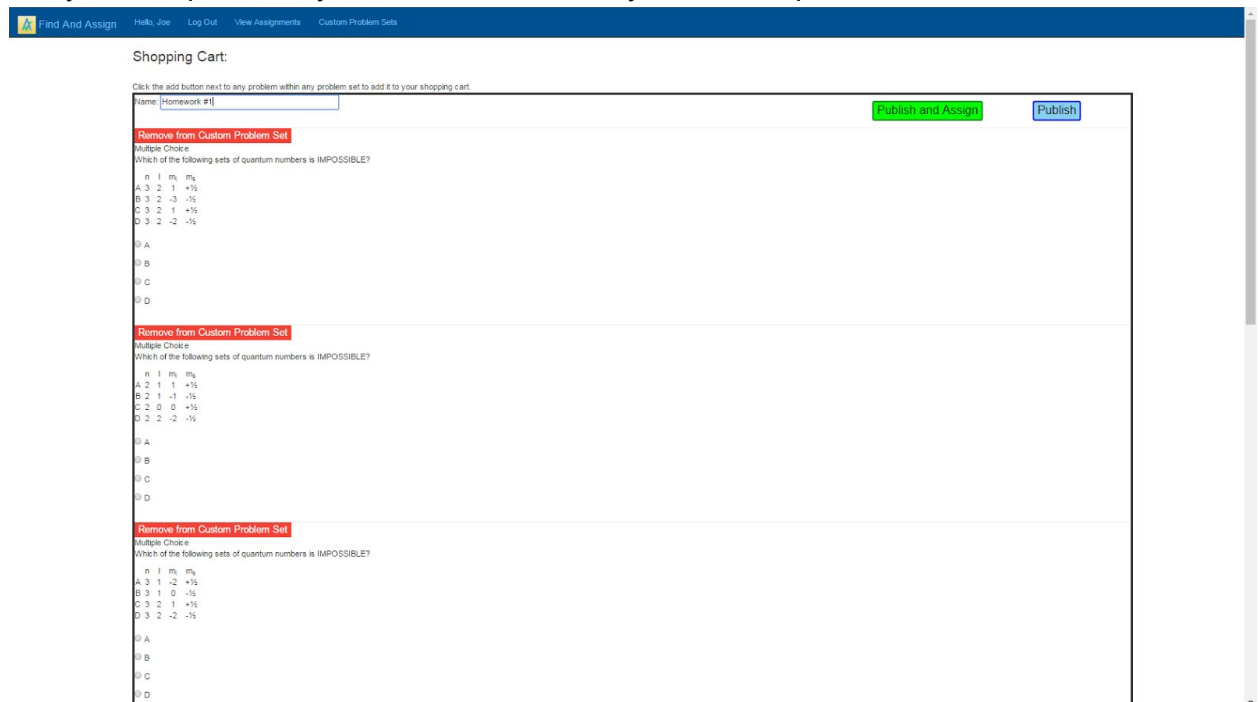 Find And Assign Hello, Joe Log Out View Assignments Custom Problem Sets
Shopping Cart:
Click the add button next to any problem within any problem set to add it to your shopping cart.
Name: Homework #1
Publish and Assign Publish
Remove from Custom Problem Set
Multiple Choice
Which of the following sets of quantum numbers is IMPOSSIBLE?
n l ml ms
A 3 2 1 +½
B 3 2 -3 -½
C 3 2 1 +½
D 3 2 -2 -½
A
B
C
D
Remove from Custom Problem Set
Multiple Choice
Which of the following sets of quantum numbers is IMPOSSIBLE?
n l ml ms
A 2 1 1 +½
B 2 1 -1 -½
C 2 0 0 +½
D 2 2 -2 -½
A
B
C
D
Remove from Custom Problem Set
Multiple Choice
Which of the following sets of quantum numbers is IMPOSSIBLE?
n l ml ms
A 3 1 -2 +½
B 3 1 0 -½
C 3 2 1 +½
D 3 2 -2 -½
A
B
C
D